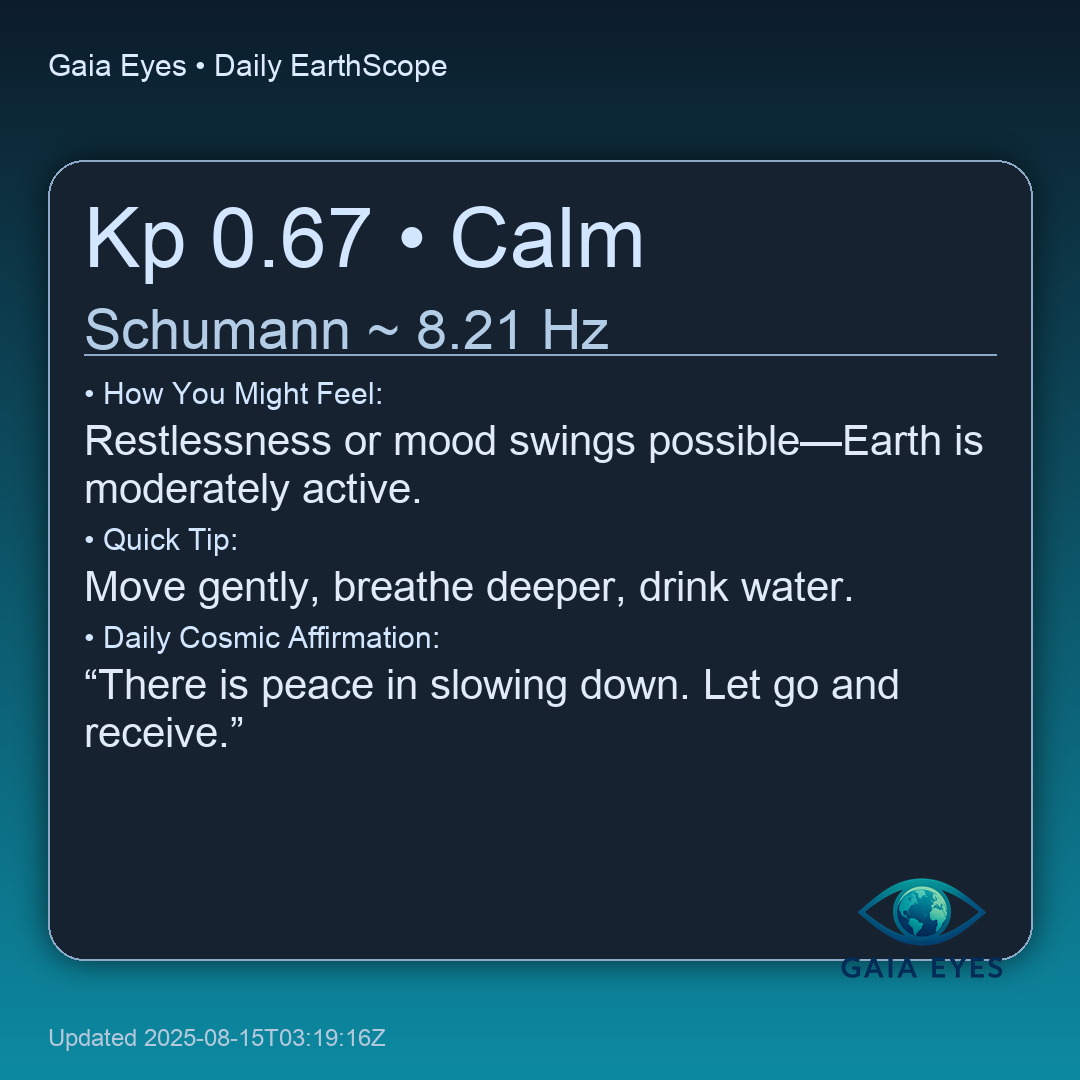 Gaia Eyes • Daily EarthScope
Kp 0.67 • Calm
Schumann ~ 8.21 Hz
• How You Might Feel:
Restlessness or mood swings possible—Earth is
moderately active.
• Quick Tip:
Move gently, breathe deeper, drink water.
• Daily Cosmic Affirmation:
“There is peace in slowing down. Let go and
receive.”
GAIA EYES
Updated 2025-08-15T03:19:16Z